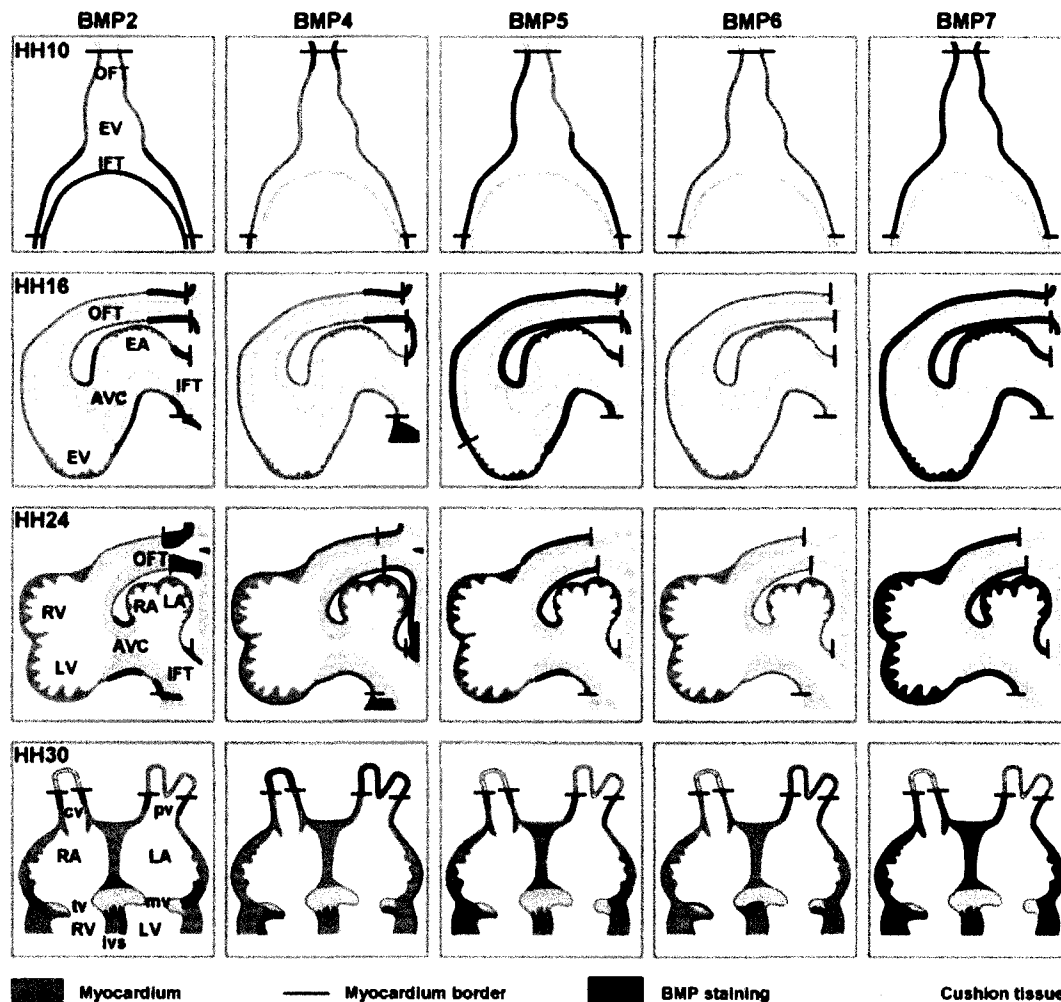 BMP2 BMP4 BMP5 BMP6 BMP7
HH10
OFT
EV
IFT
HH16
OFT
EA
IFT
AVC
EV
HH24
OFT
RV RA LA
AVC
LV IFT
HH30
cv pv
RA LA
tv mv
RV LV
ivs
Myocardium Myocardium border BMP staining Cushion tissue